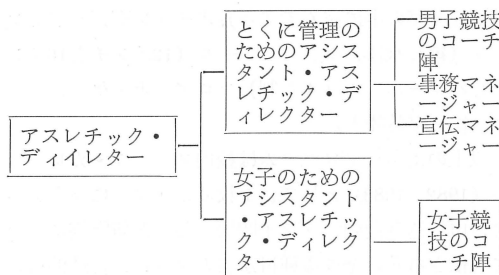 とくに管理の
ためのアシス
タント・アス
レチック・デ
ィレクター
男子競技
のコーチ
陣
事務マネ
ージャー
宣伝マネ
ージャー
アスレチック・
ディイレター
女子のための
アシスタント
・アスレチッ
ク・ディレク
ター
女子競
技のコ
ーチ陣